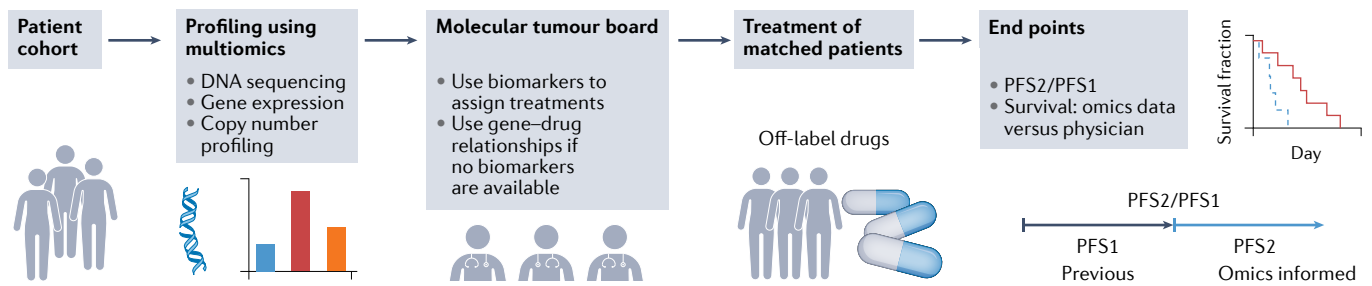 Patient
cohort
Profiling using
multiomics
• DNA sequencing
• Gene expression
• Copy number
profiling
Molecular tumour board
• Use biomarkers to
assign treatments
• Use gene–drug
relationships if
no biomarkers
are available
Treatment of
matched patients
Off-label drugs
End points
• PFS2/PFS1
• Survival: omics data
versus physician
Survival fraction
Day
PFS2/PFS1
PFS1
Previous
PFS2
Omics informed